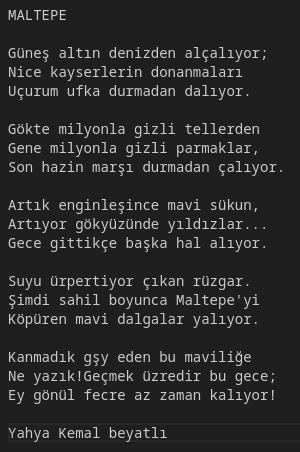 MALTEPE
Güneş altın denizden alçalıyor;
Nice kayserlerin donanmaları
Uçurum ufka durmadan dalıyor.
Gökte milyonla gizli tellerden
Gene milyonla gizli parmaklar,
Son hazin marşı durmadan çalıyor.
Artık enginleşince mavi sükun,
Artıyor gökyüzünde yıldızlar...
Gece gittikçe başka hal alıyor.
Suyu ürpertiyor çıkan rüzgar.
Şimdi sahil boyunca Maltepe'yi
Köpüren mavi dalgalar yalıyor.
Kanmadık gşy eden bu maviliğe
Ne yazık!Geçmek üzredir bu gece;
Ey gönül fecre az zaman kalıyor!
Yahya Kemal beyatlı